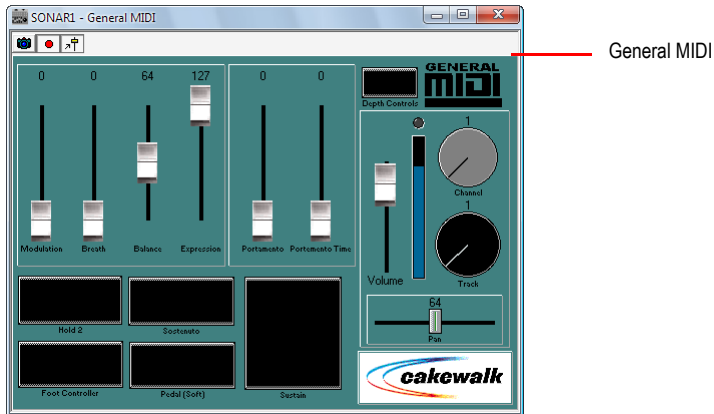 SONAR1 - General MIDI
General MIDI
0 0 64 127 0 0
GENERAL
MIDI
Depth Controls
1
Channel
1
Track
Modulation Breath Balance Expression Portamento Portemento Time
Volume
64
Pan
Hold 2 Sostenuto
Foot Controller Pedal (Soft) Sustain
cakewalk